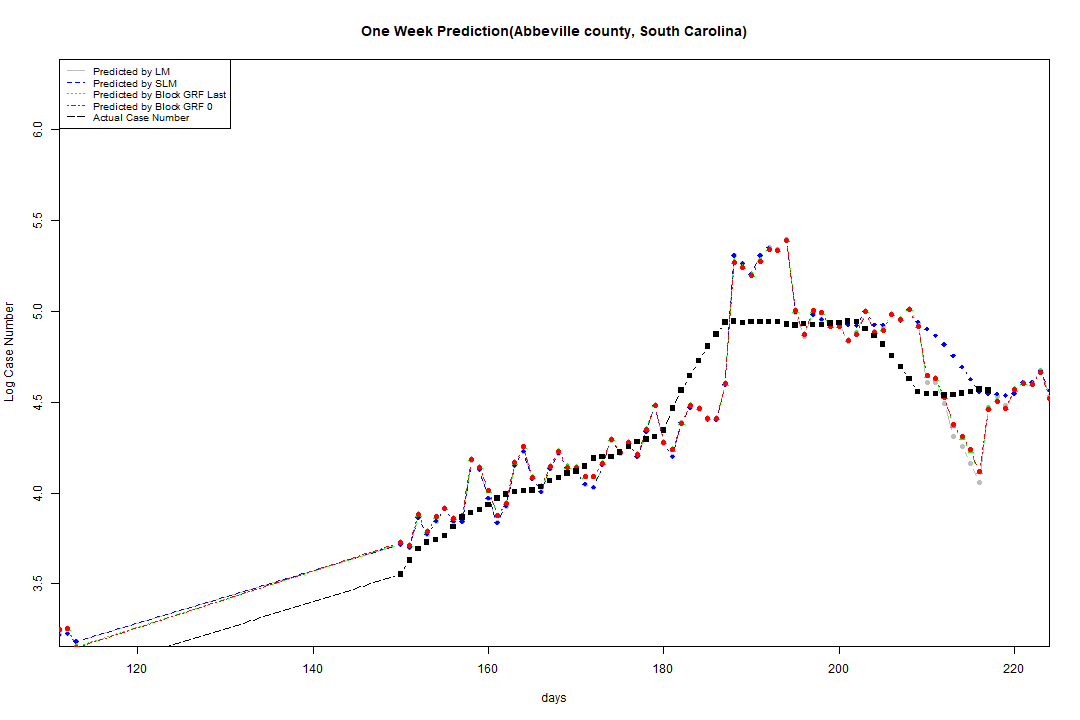 One Week Prediction(Abbeville county, South Carolina)
Predicted by LM
Predicted by SLM
Predicted by Block GRF Last
Predicted by Block GRF 0
Actual Case Number
6.0
5.5
5.0
4.5
4.0
3.5
Log Case Number
120 140 160 180 200 220
days